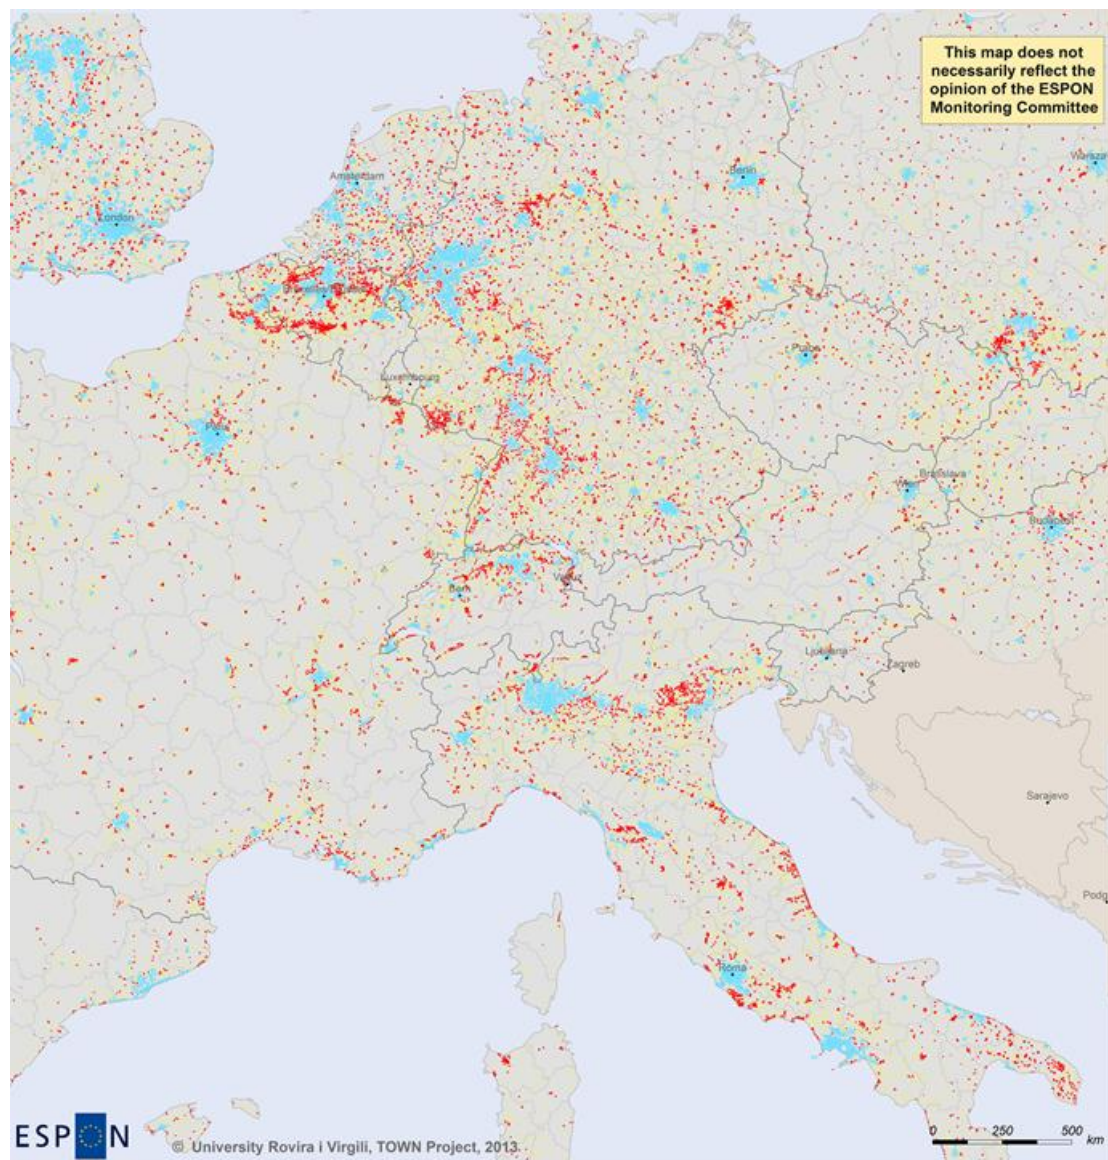 This map does not
necessarily reflect the
opinion of the ESPON
Monitoring Committee
Warsza
Amsterdam
Berlin
London
Praha
Luxembourg
Paris
Bratislava
Wien
Budapest
Vaduz
Bern
Ljubljana
Zagreb
Sarajevo
Podg
Roma
ESPON
© University Rovira i Virgili, TOWN Project, 2013
0 250 500
km